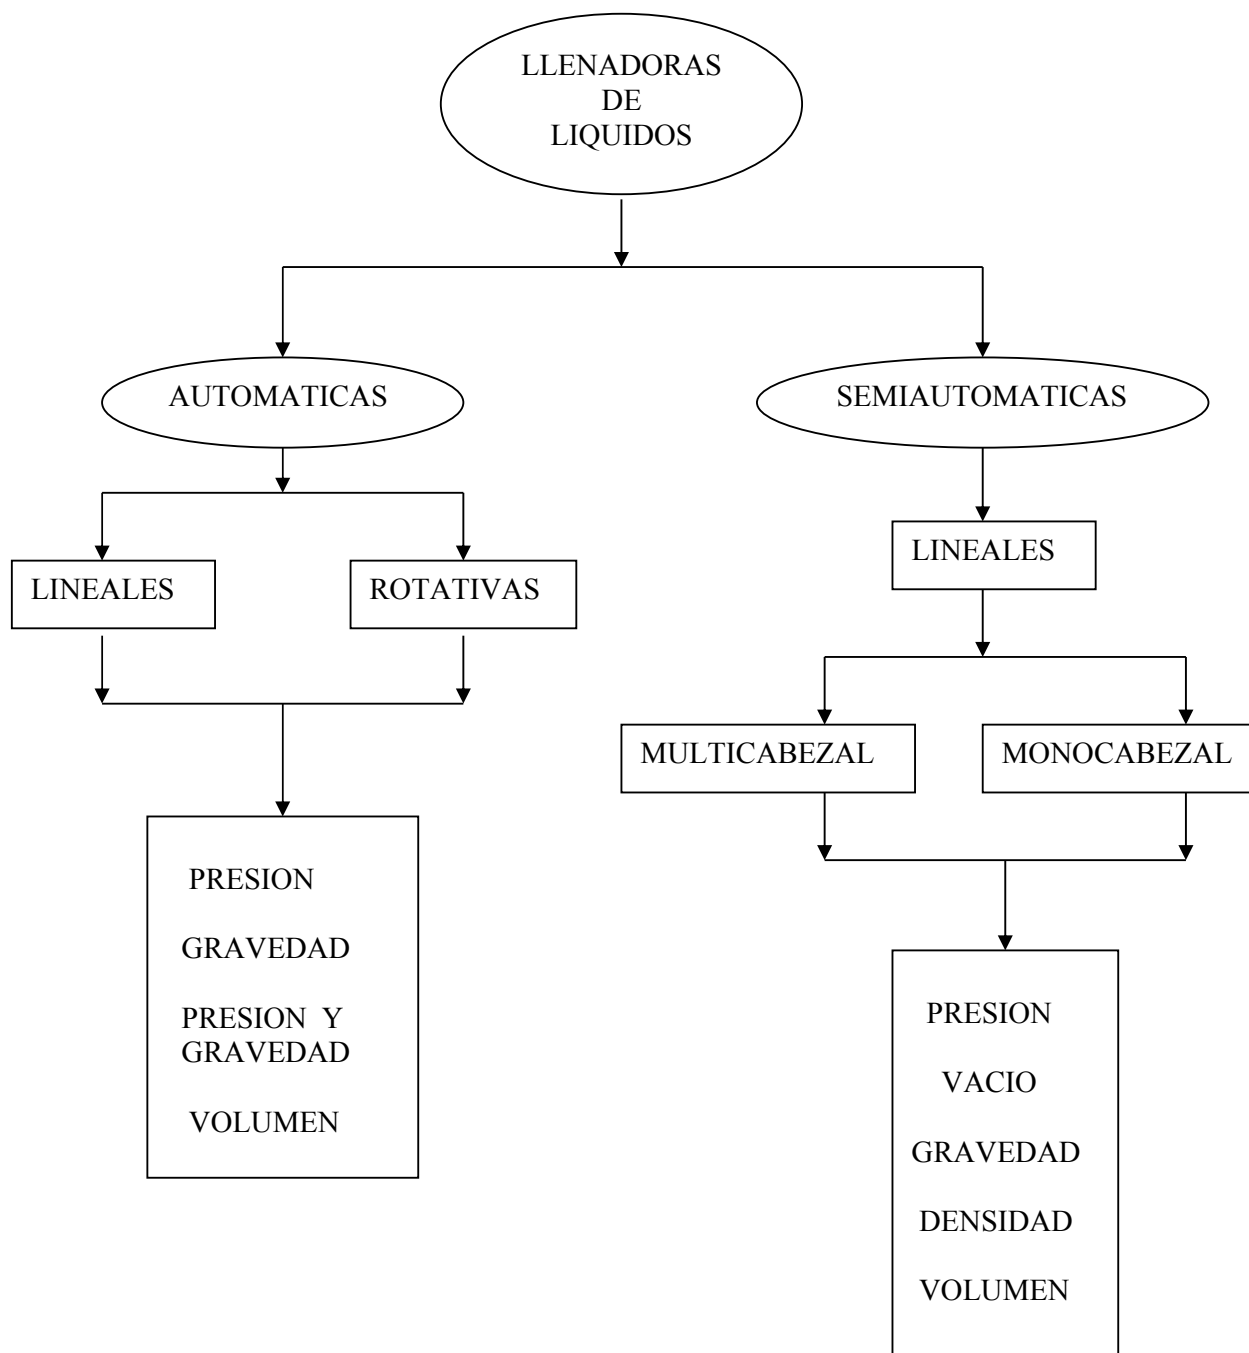 LLENADORAS
DE
LIQUIDOS
AUTOMATICAS
SEMIAUTOMATICAS
LINEALES
ROTATIVAS
LINEALES
MULTICABEZAL
MONOCABEZAL
PRESION
GRAVEDAD
PRESION Y
GRAVEDAD
VOLUMEN
PRESION
VACIO
GRAVEDAD
DENSIDAD
VOLUMEN